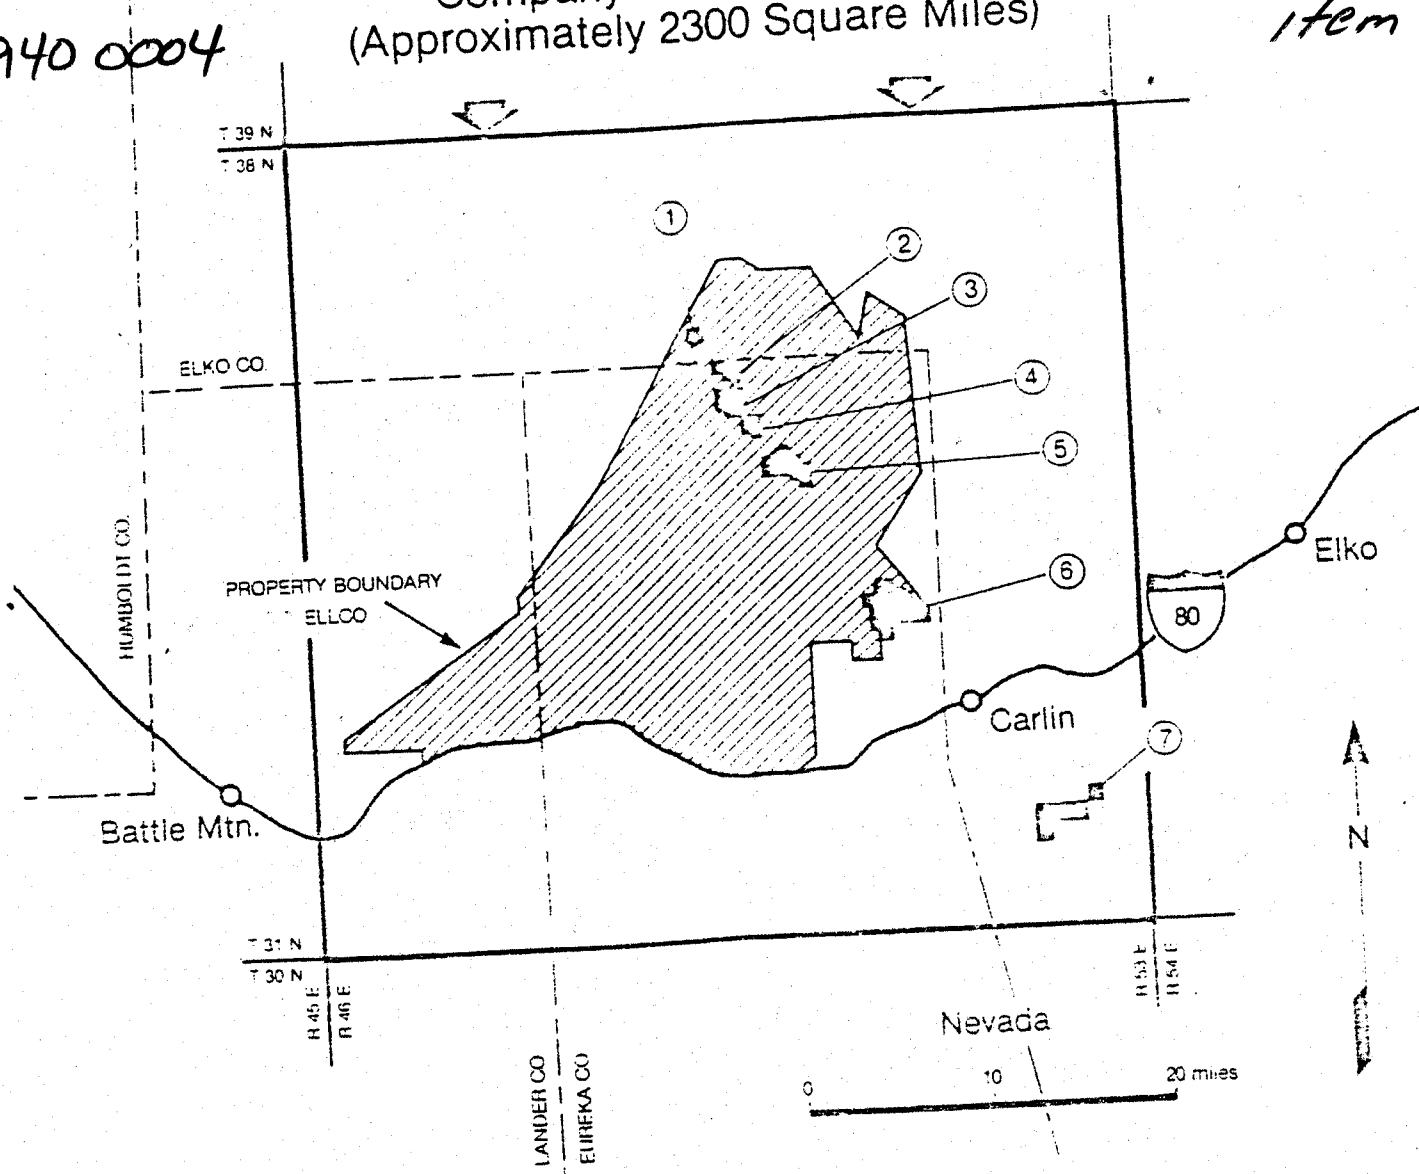 Company
(Approximately 2300 Square Miles)
940 0004
Item
T 39 N
T 38 N
1
2
3
4
5
6
7
ELKO CO.
HUMBOLDT CO.
PROPERTY BOUNDARY
ELLCO
Elko
80
Carlin
Battle Mtn.
N
T 31 N
T 30 N
R 45 E
R 46 E
R 53 E
R 54 E
Nevada
LANDER CO
EUREKA CO
0
10
20 miles